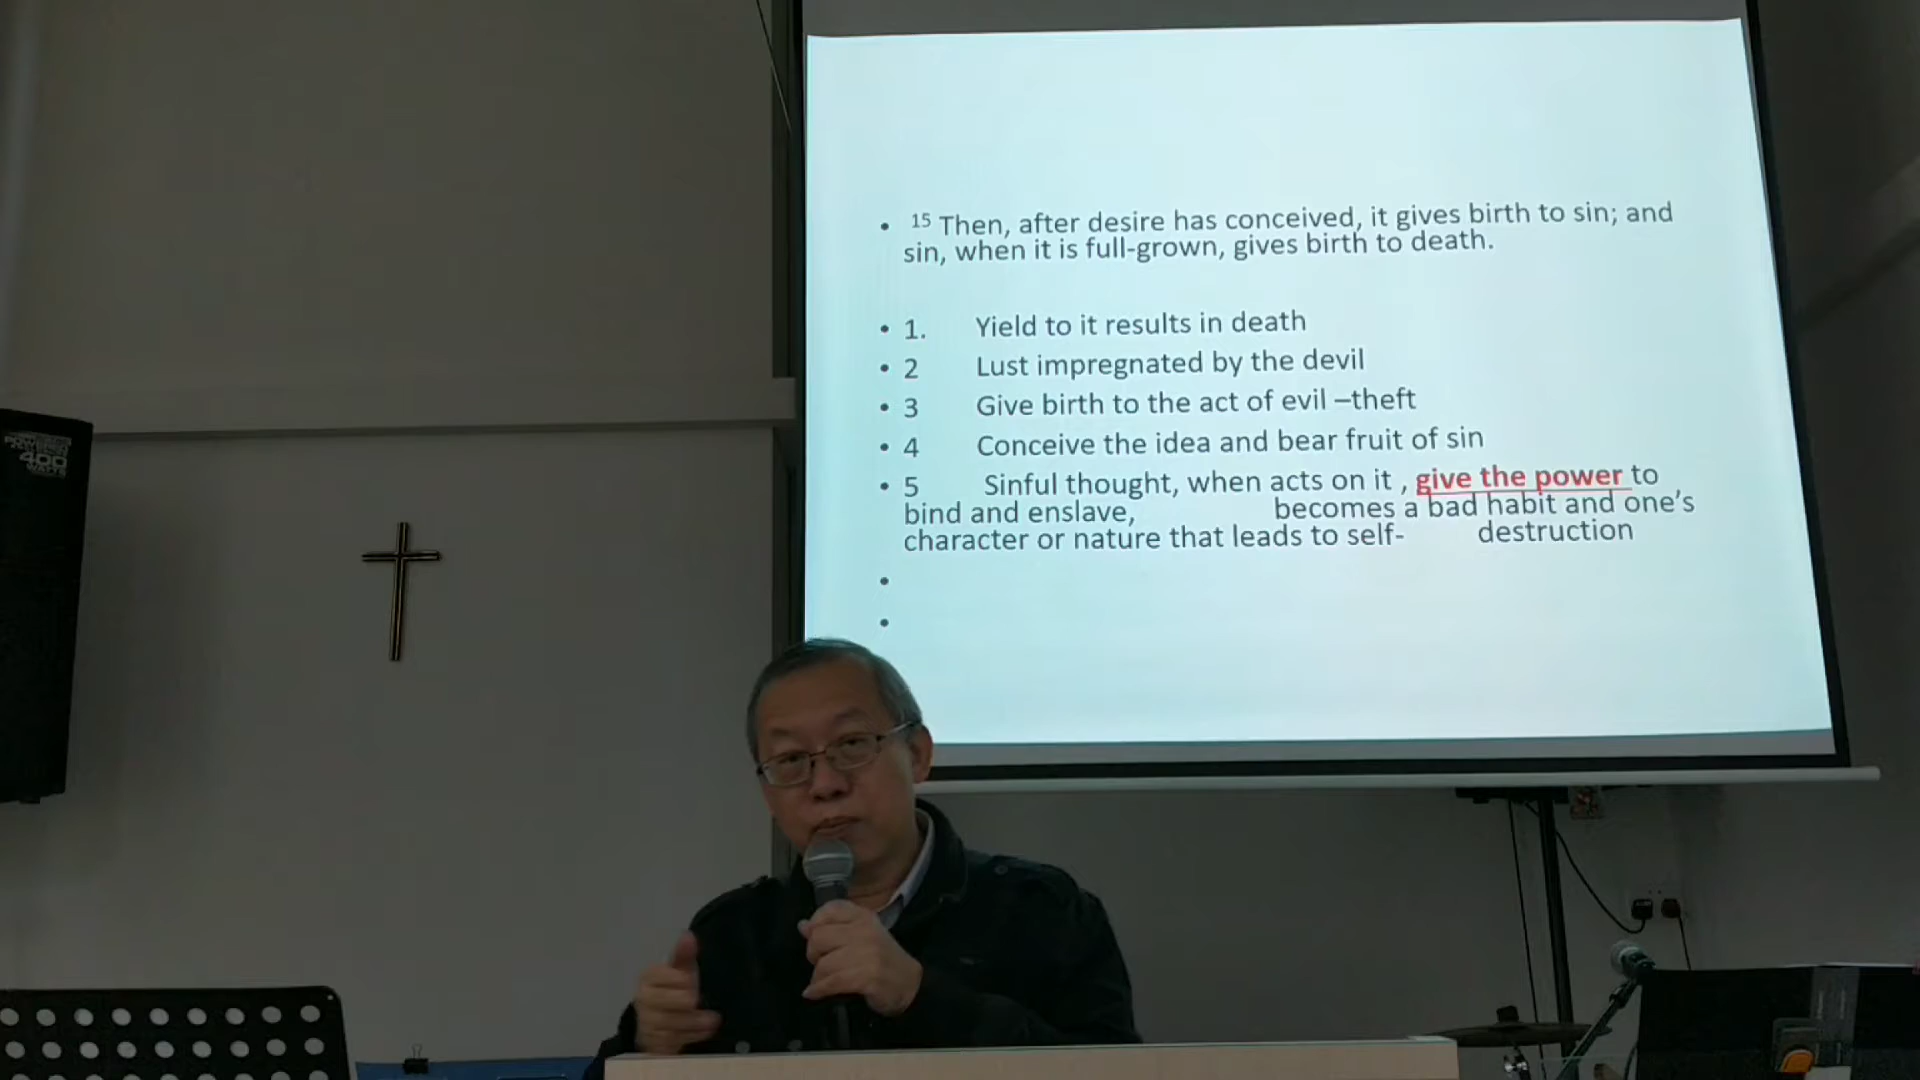 • 15 Then, after desire has conceived, it gives birth to sin; and
sin, when it is full-grown, gives birth to death.
• 1. Yield to it results in death
• 2 Lust impregnated by the devil
• 3 Give birth to the act of evil –theft
• 4 Conceive the idea and bear fruit of sin
• 5 Sinful thought, when acts on it , give the power to
bind and enslave, becomes a bad habit and one’s
character or nature that leads to self- destruction
•
•
POWERED
400
WATTS